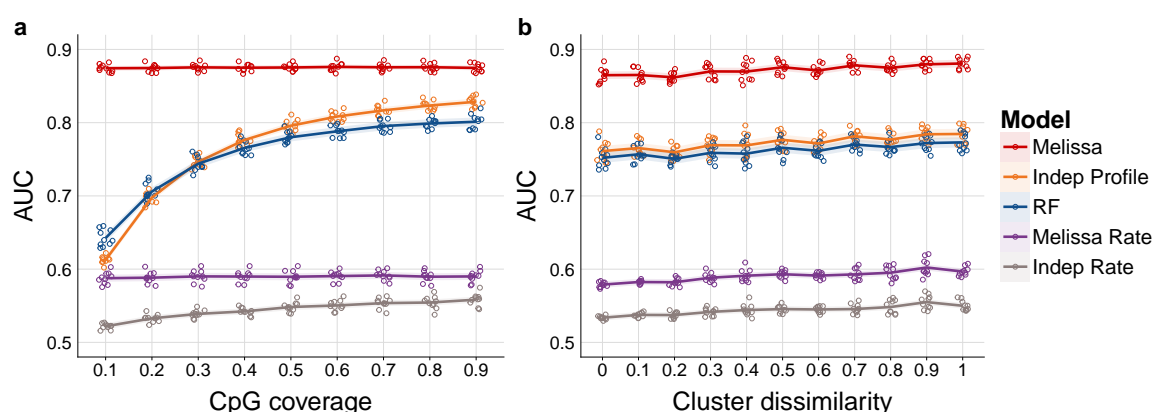 a
b
0.9
0.8
0.7
0.6
0.5
AUC
0.1 0.2 0.3 0.4 0.5 0.6 0.7 0.8 0.9
CpG coverage
0.9
0.8
0.7
0.6
0.5
AUC
0 0.1 0.2 0.3 0.4 0.5 0.6 0.7 0.8 0.9 1
Cluster dissimilarity
Model
Melissa
Indep Profile
RF
Melissa Rate
Indep Rate